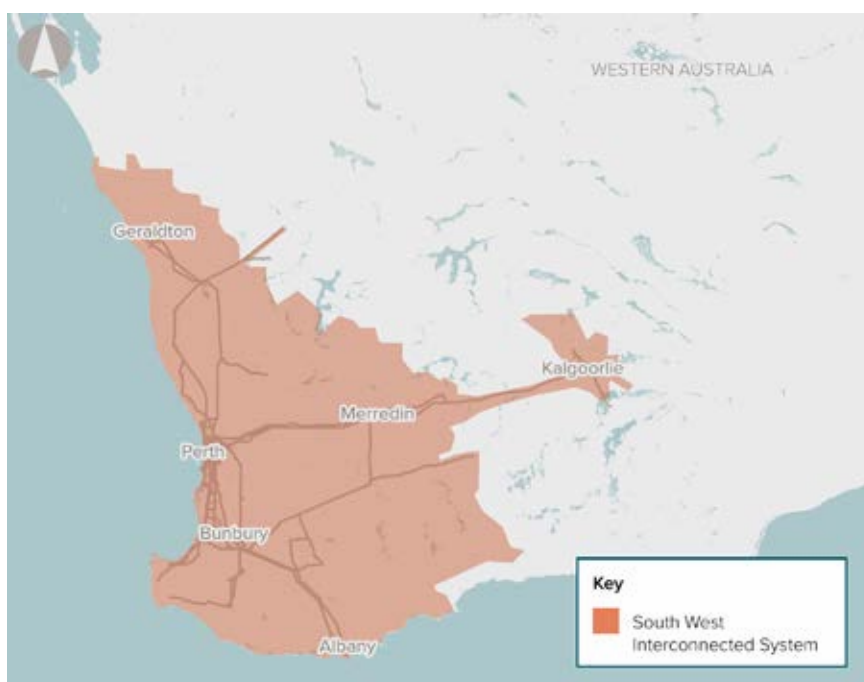 WESTERN AUSTRALIA
Geraldton
Kalgoorlie
Merredin
Perth
Bunbury
Albany
Key
South West
Interconnected System